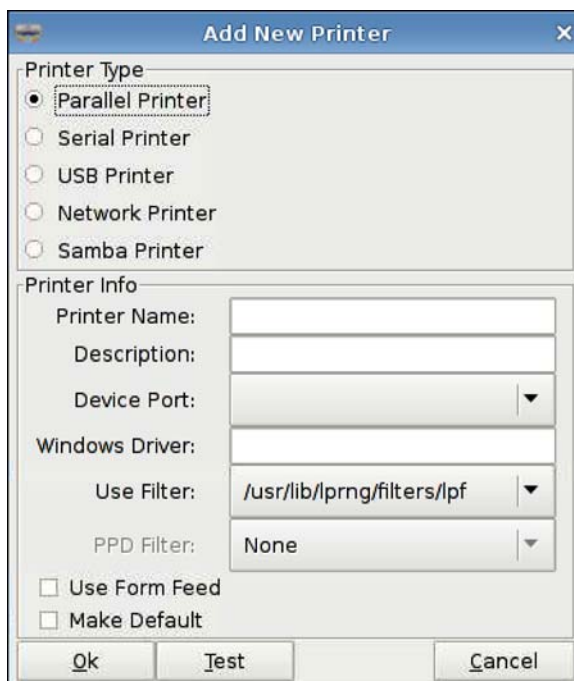 Add New Printer
Printer Type
Parallel Printer
Serial Printer
USB Printer
Network Printer
Samba Printer
Printer Info
Printer Name:
Description:
Device Port:
Windows Driver:
Use Filter: /usr/lib/lprng/filters/lpf
PPD Filter: None
Use Form Feed
Make Default
Ok Test Cancel